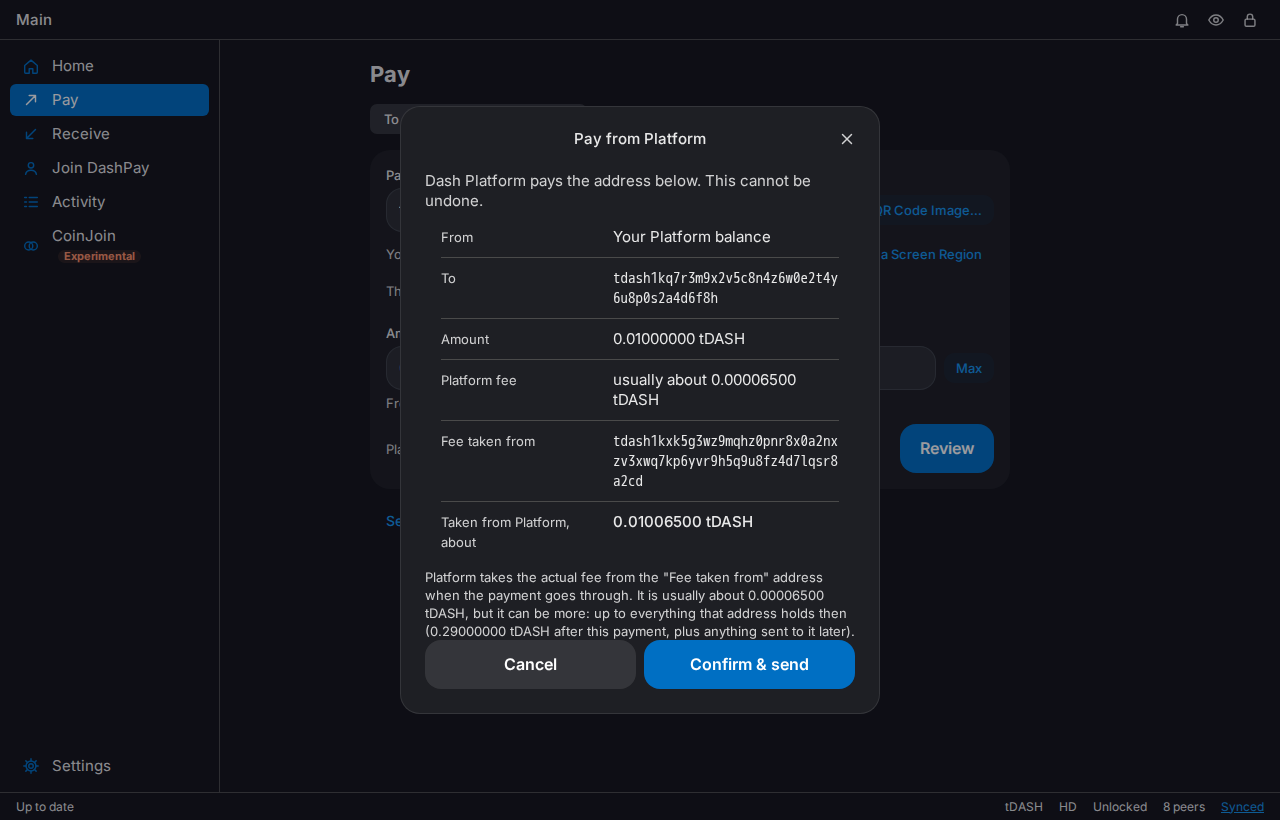 Main
Home
Pay
Receive
Join DashPay
Activity
CoinJoin
Experimental
Settings
Pay
To
QR Code Image...
a Screen Region
Max
Review
Pay from Platform
Dash Platform pays the address below. This cannot be
undone.
From Your Platform balance
To tdash1kq7r3m9x2v5c8n4z6w0e2t4y
6u8p0s2a4d6f8h
Amount 0.01000000 tDASH
Platform fee usually about 0.00006500
tDASH
Fee taken from tdash1kxk5g3wz9mqhz0pnr8x0a2nx
zv3xwq7kp6yvr9h5q9u8fz4d7lqsr8
a2cd
Taken from Platform, 0.01006500 tDASH
about
Platform takes the actual fee from the "Fee taken from" address
when the payment goes through. It is usually about 0.00006500
tDASH, but it can be more: up to everything that address holds then
(0.29000000 tDASH after this payment, plus anything sent to it later).
Cancel Confirm & send
Up to date tDASH HD Unlocked 8 peers Synced